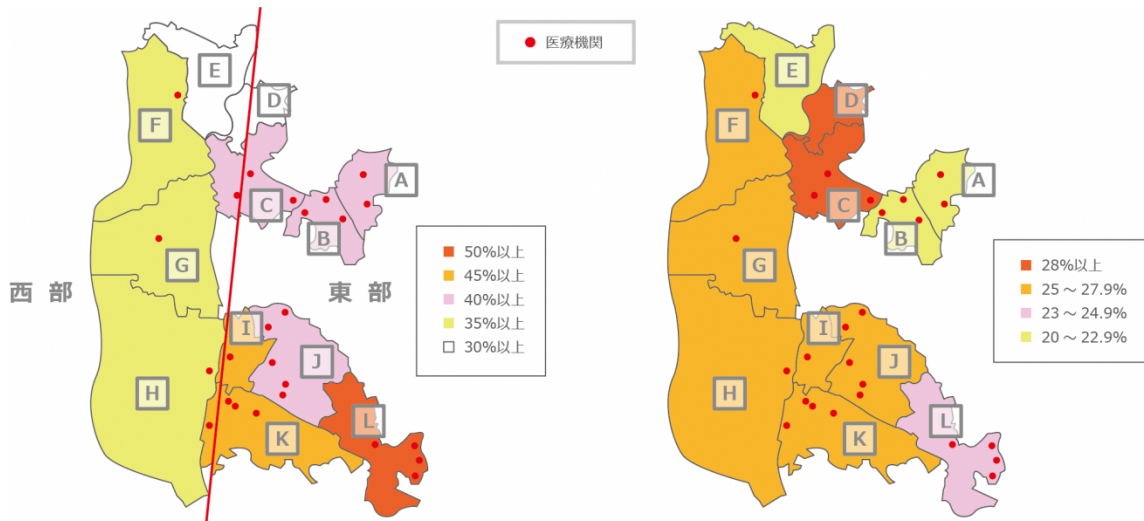 医療機関
E
F
D
A
C
B
G
I
J
H
L
K
西部
東部
50%以上
45%以上
40%以上
35%以上
30%以上
E
D
F
A
C
B
G
I
J
H
L
K
28%以上
25 ～ 27.9%
23 ～ 24.9%
20 ～ 22.9%